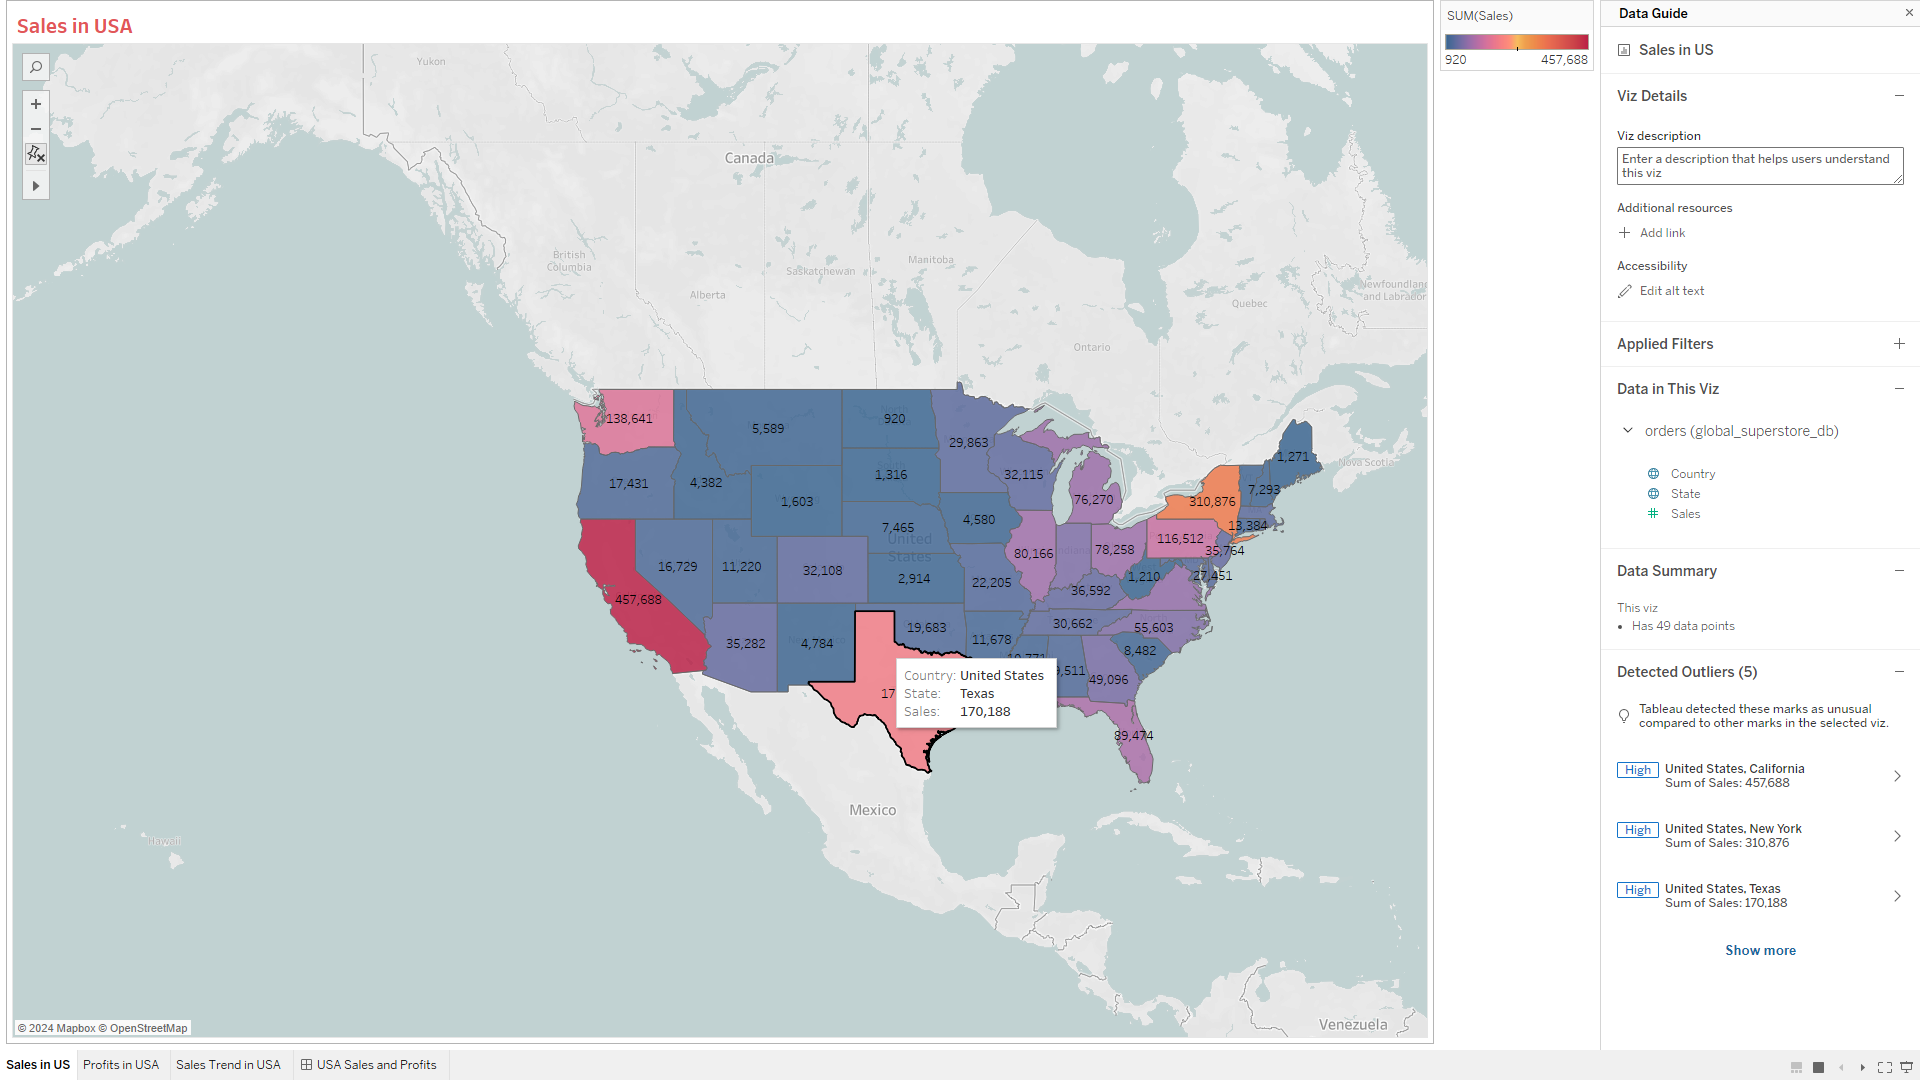 Sales in USA
Yukon
Canada
British
Columbia
Alberta
Saskatchewan
Manitoba
Ontario
Quebec
Newfoundland
and Labrador
Nova Scotia
138,641
5,589
920
29,863
1,271
17,431
4,382
1,603
1,316
32,115
76,270
310,876
7,293
7,465
4,580
13,384
116,512
35,764
United
States
80,166
78,258
457,688
16,729
11,220
32,108
2,914
22,205
36,592
1,210
27,451
35,282
4,784
19,683
11,678
30,662
55,603
8,482
9,511
49,096
17
Country: United States
State: Texas
Sales: 170,188
89,474
Mexico
Hawaii
Venezuela
© 2024 Mapbox © OpenStreetMap
SUM(Sales)
920 457,688
Data Guide
Sales in US
Viz Details
Viz description
Enter a description that helps users understand
this viz
Additional resources
Add link
Accessibility
Edit alt text
Applied Filters
Data in This Viz
orders (global_superstore_db)
Country
State
Sales
Data Summary
This viz
• Has 49 data points
Detected Outliers (5)
Tableau detected these marks as unusual
compared to other marks in the selected viz.
High United States, California
Sum of Sales: 457,688
High United States, New York
Sum of Sales: 310,876
High United States, Texas
Sum of Sales: 170,188
Show more
Sales in US Profits in USA Sales Trend in USA USA Sales and Profits